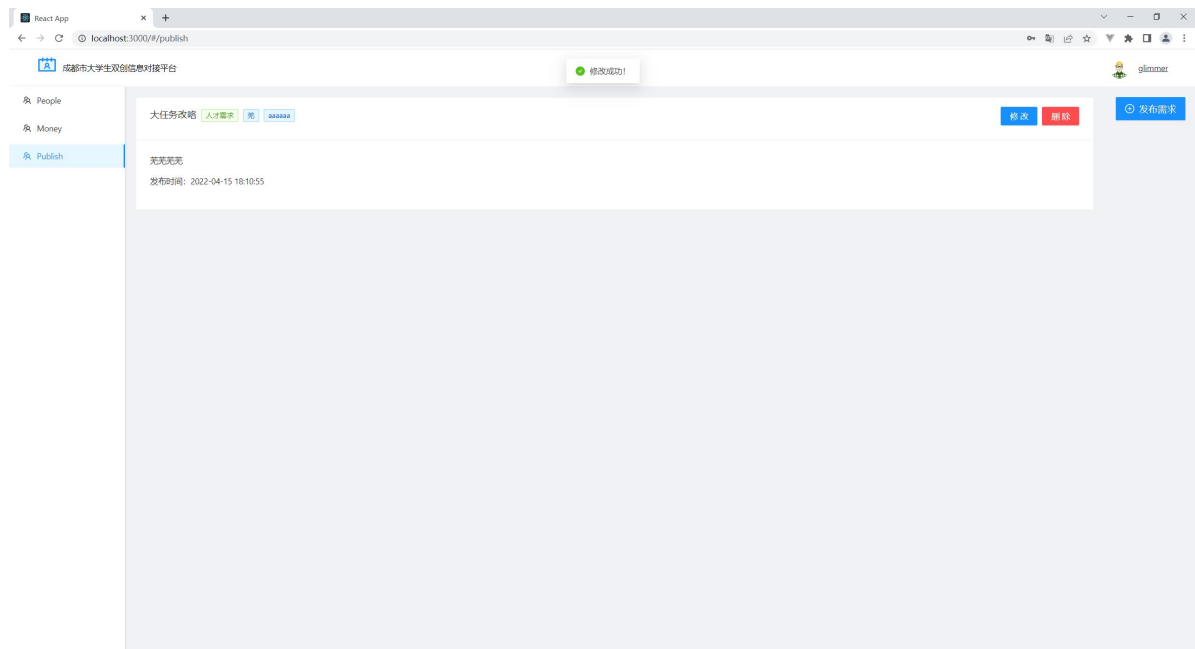 React App
localhost:3000/#/publish
成都市大学生双创信息对接平台
修改成功!
glimmer
People
Money
Publish
大任务改咯 人才需求 芜 aaaaaa
修 改 删 除
发布需求
芜芜芜芜
发布时间：2022-04-15 18:10:55